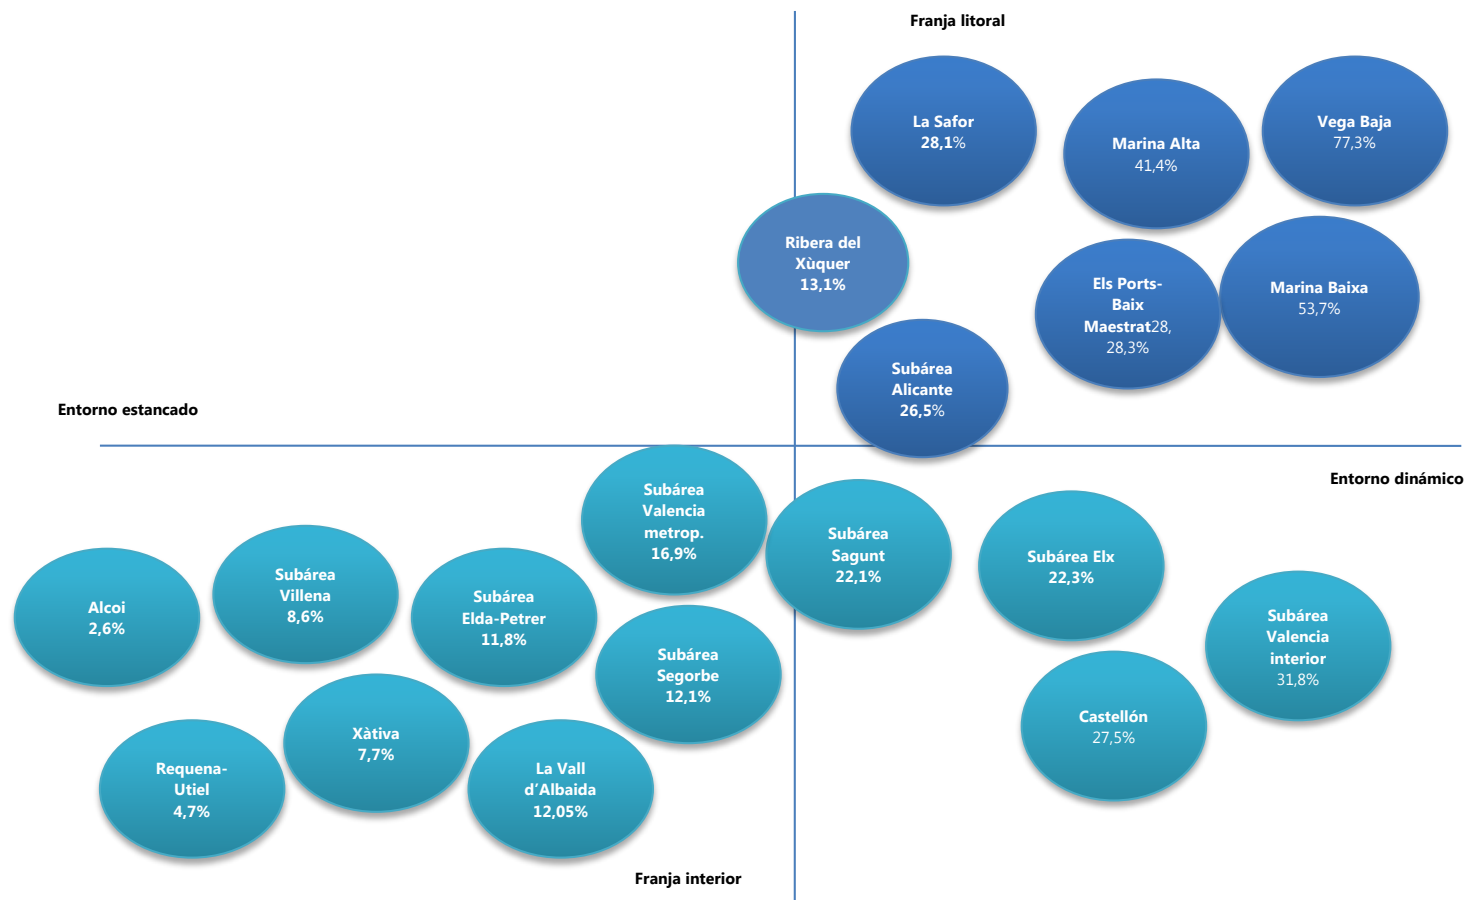 Franja litoral
La Safor
28,1%
Marina Alta
41,4%
Vega Baja
77,3%
Ribera del
Xùquer
13,1%
Els Ports-
Baix
Maestrat28,
28,3%
Marina Baixa
53,7%
Subárea
Alicante
26,5%
Entorno estancado
Entorno dinámico
Subárea
Valencia
metrop.
16,9%
Subárea
Sagunt
22,1%
Subárea Elx
22,3%
Alcoi
2,6%
Subárea
Villena
8,6%
Subárea
Elda-Petrer
11,8%
Subárea
Segorbe
12,1%
Subárea
Valencia
interior
31,8%
Castellón
27,5%
Requena-
Utiel
4,7%
Xàtiva
7,7%
La Vall
d’Albaida
12,05%
Franja interior